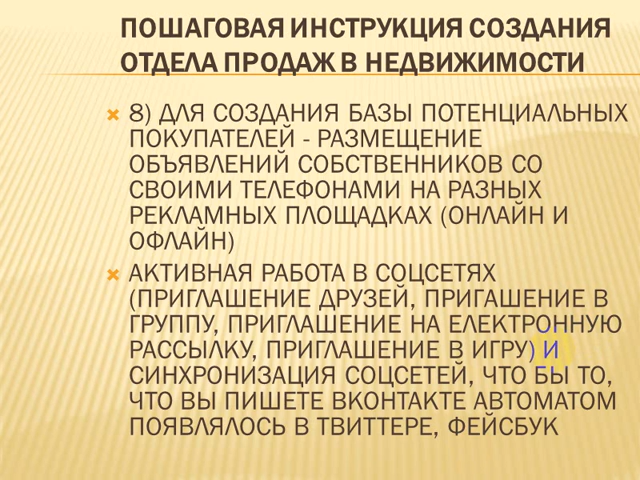 ПОШАГОВАЯ ИНСТРУКЦИЯ СОЗДАНИЯ
ОТДЕЛА ПРОДАЖ В НЕДВИЖИМОСТИ
8) ДЛЯ СОЗДАНИЯ БАЗЫ ПОТЕНЦИАЛЬНЫХ
ПОКУПАТЕЛЕЙ - РАЗМЕЩЕНИЕ
ОБЪЯВЛЕНИЙ СОБСТВЕННИКОВ СО
СВОИМИ ТЕЛЕФОНАМИ НА РАЗНЫХ
РЕКЛАМНЫХ ПЛОЩАДКАХ (ОНЛАЙН И
ОФЛАЙН)
АКТИВНАЯ РАБОТА В СОЦСЕТЯХ
(ПРИГЛАШЕНИЕ ДРУЗЕЙ, ПРИГАШЕНИЕ В
ГРУППУ, ПРИГЛАШЕНИЕ НА ЕЛЕКТРОННУЮ
РАССЫЛКУ, ПРИГЛАШЕНИЕ В ИГРУ) И
СИНХРОНИЗАЦИЯ СОЦСЕТЕЙ, ЧТО БЫ ТО,
ЧТО ВЫ ПИШЕТЕ ВКОНТАКТЕ АВТОМАТОМ
ПОЯВЛЯЛОСЬ В ТВИТТЕРЕ, ФЕЙСБУК